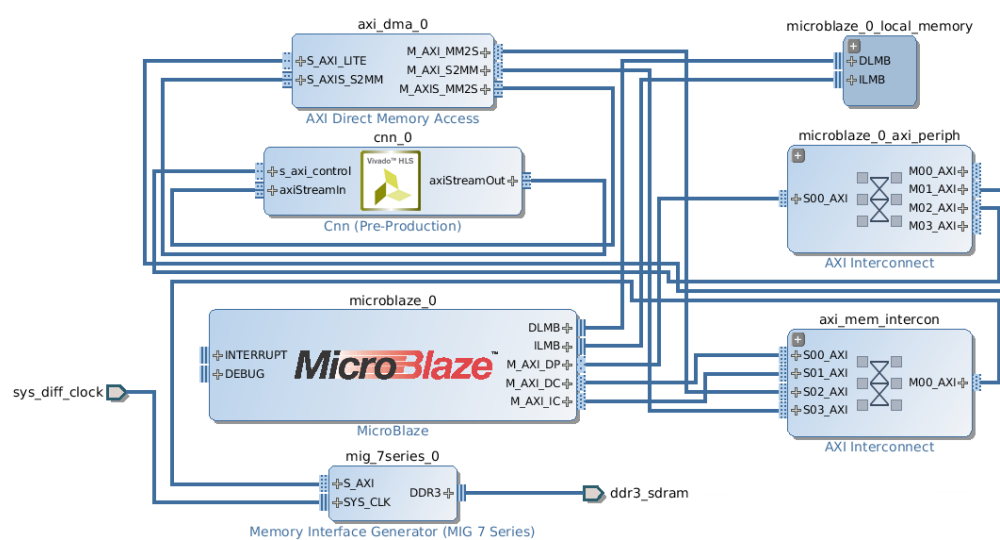 axi_dma_0
S_AXI_LITE
S_AXIS_S2MM
M_AXI_MM2S
M_AXI_S2MM
M_AXIS_MM2S
AXI Direct Memory Access
microblaze_0_local_memory
DLMB
ILMB
cnn_0
s_axi_control
axiStreamIn
Vivado™ HLS
axiStreamOut
Cnn (Pre-Production)
microblaze_0_axi_periph
S00_AXI
M00_AXI
M01_AXI
M02_AXI
M03_AXI
AXI Interconnect
microblaze_0
INTERRUPT
DEBUG
MicroBlaze™
DLMB
ILMB
M_AXI_DP
M_AXI_DC
M_AXI_IC
MicroBlaze
axi_mem_intercon
S00_AXI
S01_AXI
S02_AXI
S03_AXI
M00_AXI
AXI Interconnect
sys_diff_clock
mig_7series_0
S_AXI
SYS_CLK
DDR3
ddr3_sdram
Memory Interface Generator (MIG 7 Series)